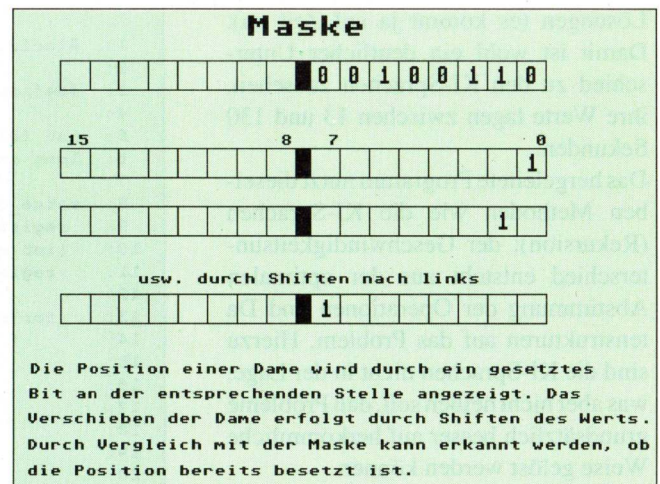 Maske
0 0 1 0 0 1 1 0
15 8 7 0
1
1
usw. durch Shiften nach links
1
Die Position einer Dame wird durch ein gesetztes
Bit an der entsprechenden Stelle angezeigt. Das
Verschieben der Dame erfolgt durch Shiften des Werts.
Durch Vergleich mit der Maske kann erkannt werden, ob
die Position bereits besetzt ist.